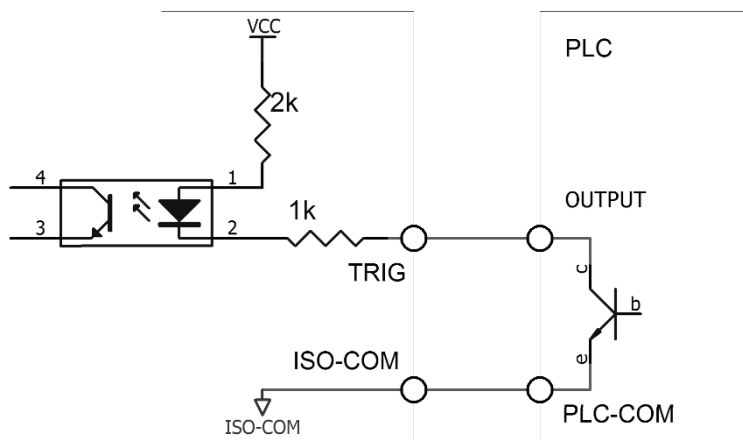 VCC
PLC
2k
4
1
OUTPUT
3
2
1k
TRIG
c
b
ISO-COM
e
ISO-COM
PLC-COM